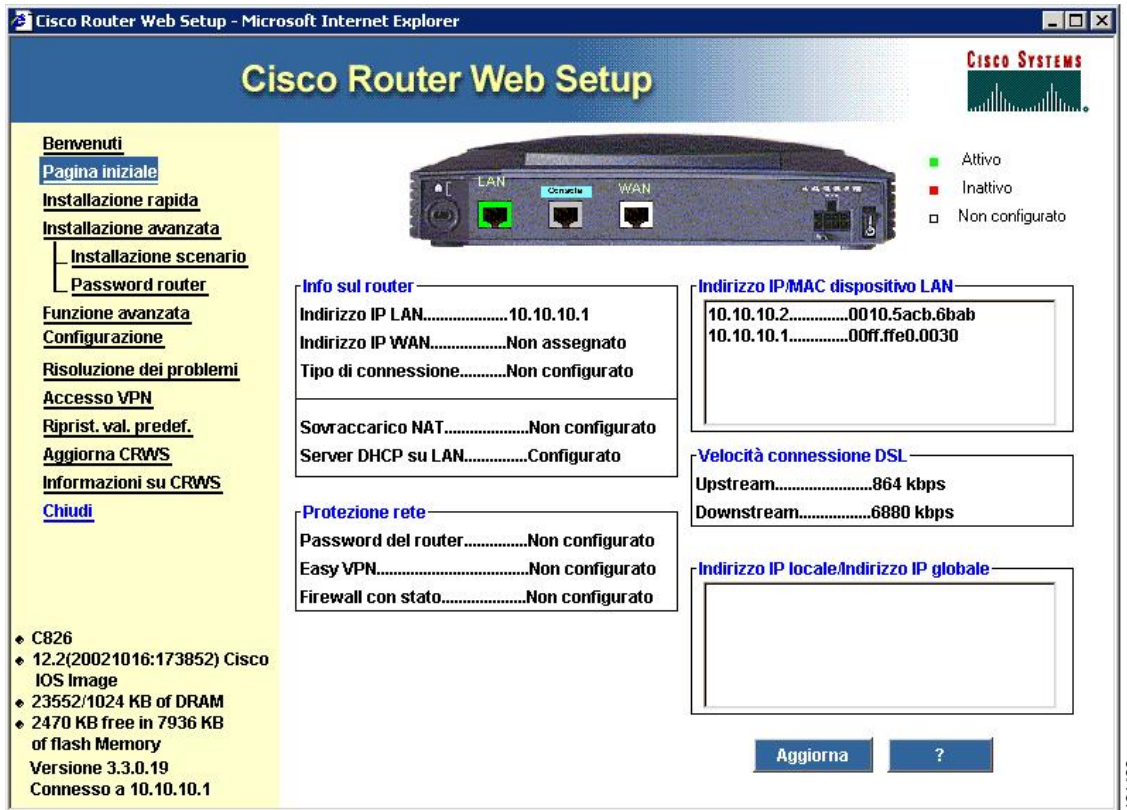 Cisco Router Web Setup - Microsoft Internet Explorer
Cisco Router Web Setup
CISCO SYSTEMS
Benvenuti
Pagina iniziale
Installazione rapida
Installazione avanzata
Installazione scenario
Password router
Funzione avanzata
Configurazione
Risoluzione dei problemi
Accesso VPN
Riprist. val. predef.
Aggiorna CRWS
Informazioni su CRWS
Chiudi
C826
12.2(20021016:173852) Cisco
IOS Image
23552/1024 KB of DRAM
2470 KB free in 7936 KB
of flash Memory
Versione 3.3.0.19
Connesso a 10.10.10.1
LAN
Console
WAN
Attivo
Inattivo
Non configurato
Info sul router
Indirizzo IP LAN...................10.10.10.1
Indirizzo IP WAN.................Non assegnato
Tipo di connessione...........Non configurato
Sovraccarico NAT....................Non configurato
Server DHCP su LAN...............Configurato
Protezione rete
Password del router...............Non configurato
Easy VPN....................................Non configurato
Firewall con stato....................Non configurato
Indirizzo IP/MAC dispositivo LAN
10.10.10.2.............0010.5acb.6bab
10.10.10.1.............00ff.ffe0.0030
Velocità connessione DSL
Upstream.......................864 kbps
Downstream.................6880 kbps
Indirizzo IP locale/Indirizzo IP globale
Aggiorna
?